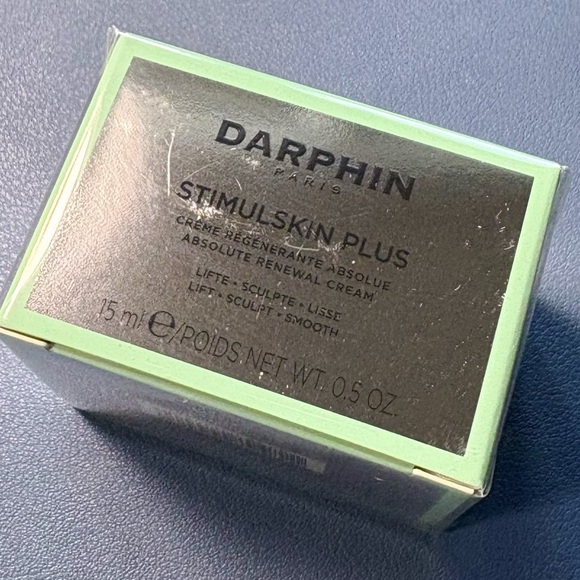 DARPHIN
PARIS
STIMULSKIN PLUS
CRÈME RÉGÉNÉRANTE ABSOLUE
ABSOLUTE RENEWAL CREAM
LIFTE • SCULPTE • LISSE
LIFT • SCULPT • SMOOTH
15 ml ℮/POIDS NET WT. 0.5 OZ.